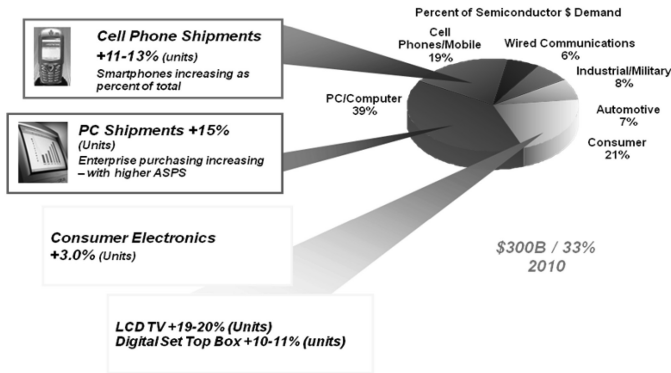 Percent of Semiconductor $ Demand
Cell Phone Shipments
+11-13% (units)
Smartphones increasing as
percent of total
PC Shipments +15%
(Units)
Enterprise purchasing increasing
– with higher ASPS
Consumer Electronics
+3.0% (Units)
LCD TV +19-20% (Units)
Digital Set Top Box +10-11% (units)
Cell
Phones/Mobile
19%
Wired Communications
6%
Industrial/Military
8%
Automotive
7%
Consumer
21%
PC/Computer
39%
$300B / 33%
2010